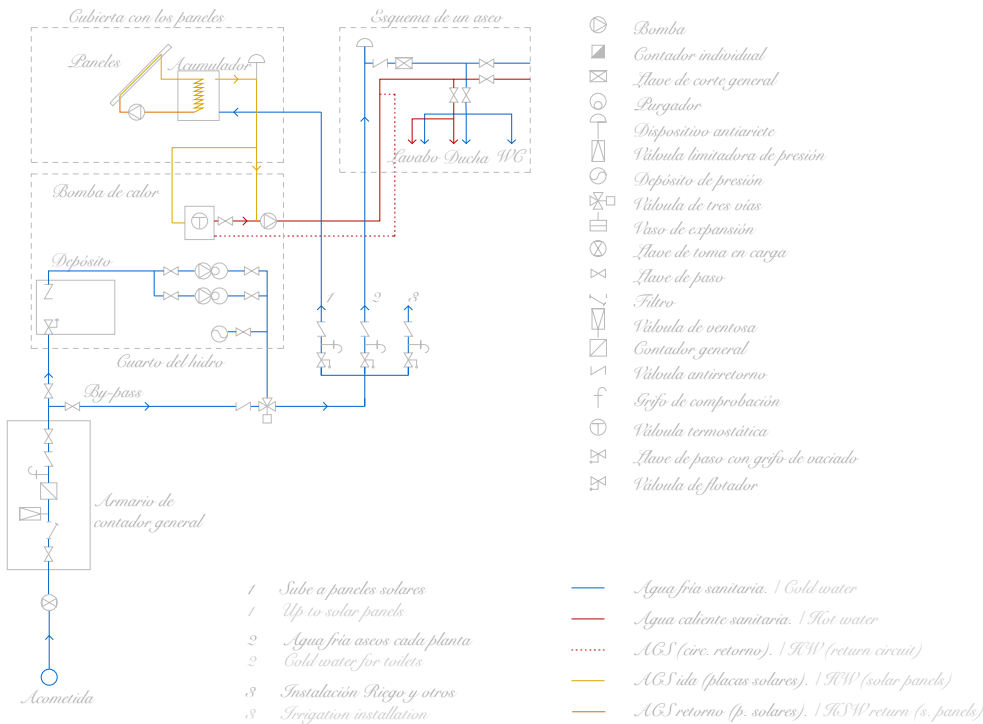 Cubierta con los paneles
Esquema de un aseo
Paneles
Acumulador
Lavabo Ducha WC
Bomba de calor
Depósito
1
2
3
Cuarto del hidro
By-pass
Armario de
contador general
Acometida
Bomba
Contador individual
Llave de corte general
Purgador
Dispositivo antiariete
Válvula limitadora de presión
Depósito de presión
Válvula de tres vías
Vaso de expansión
Llave de toma en carga
Llave de paso
Filtro
Válvula de ventosa
Contador general
Válvula antirretorno
Grifo de comprobación
Válvula termostática
Llave de paso con grifo de vaciado
Válvula de flotador
1 Sube a paneles solares
1 Up to solar panels
2 Agua fría aseos cada planta
2 Cold water for toilets
3 Instalación Riego y otros
3 Irrigation installation
Agua fría sanitaria. | Cold water
Agua caliente sanitaria. | Hot water
ACS (circ. retorno). | HW (return circuit)
ACS ida (placas solares). | HW (solar panels)
ACS retorno (p. solares). | HSW return (s. panels)